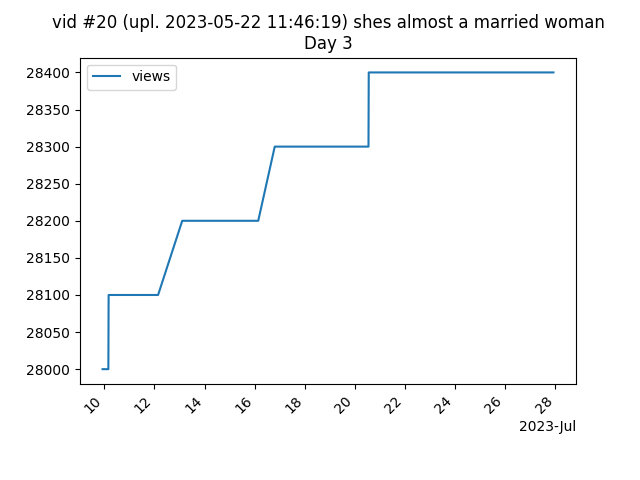 vid #20 (upl. 2023-05-22 11:46:19) shes almost a married woman
Day 3
views
28400
28350
28300
28250
28200
28150
28100
28050
28000
10 12 14 16 18 20 22 24 26 28
2023-Jul